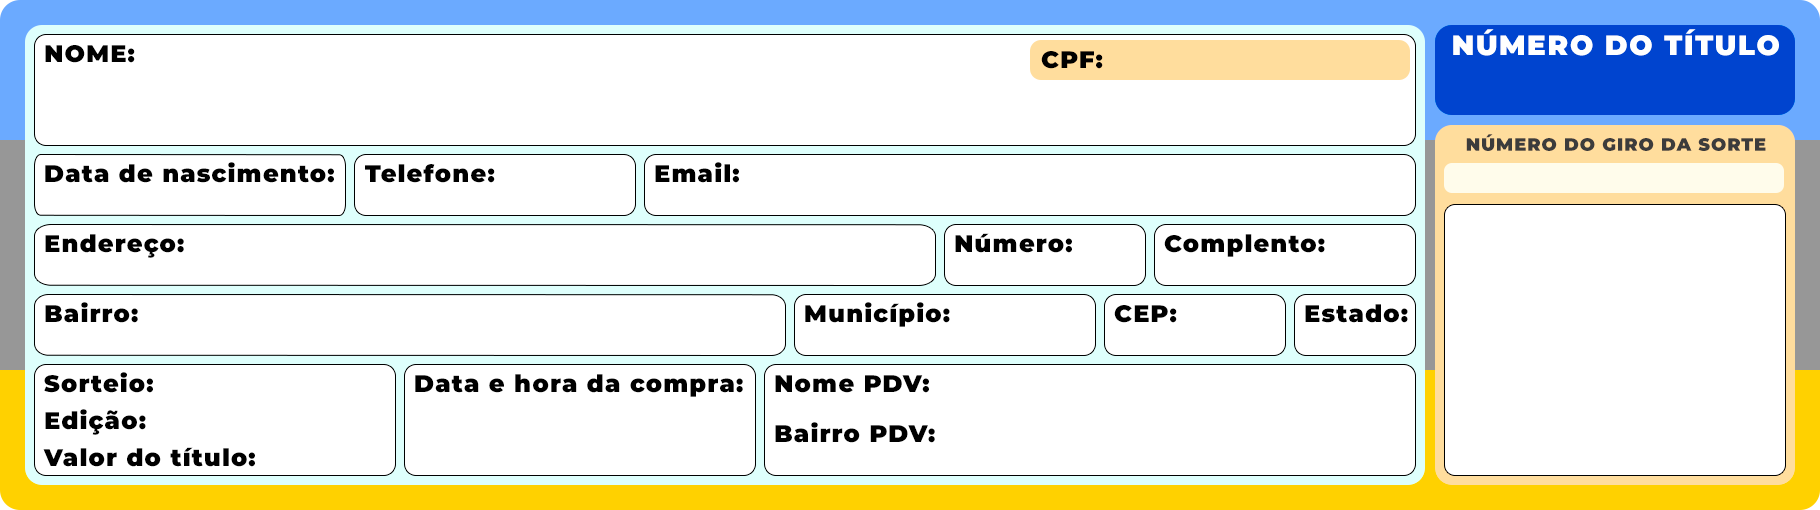 NOME:
CPF:
NÚMERO DO TÍTULO
NÚMERO DO GIRO DA SORTE
Data de nascimento:
Telefone:
Email:
Endereço:
Número:
Complento:
Bairro:
Município:
CEP:
Estado:
Sorteio:
Edição:
Valor do título:
Data e hora da compra:
Nome PDV:
Bairro PDV: